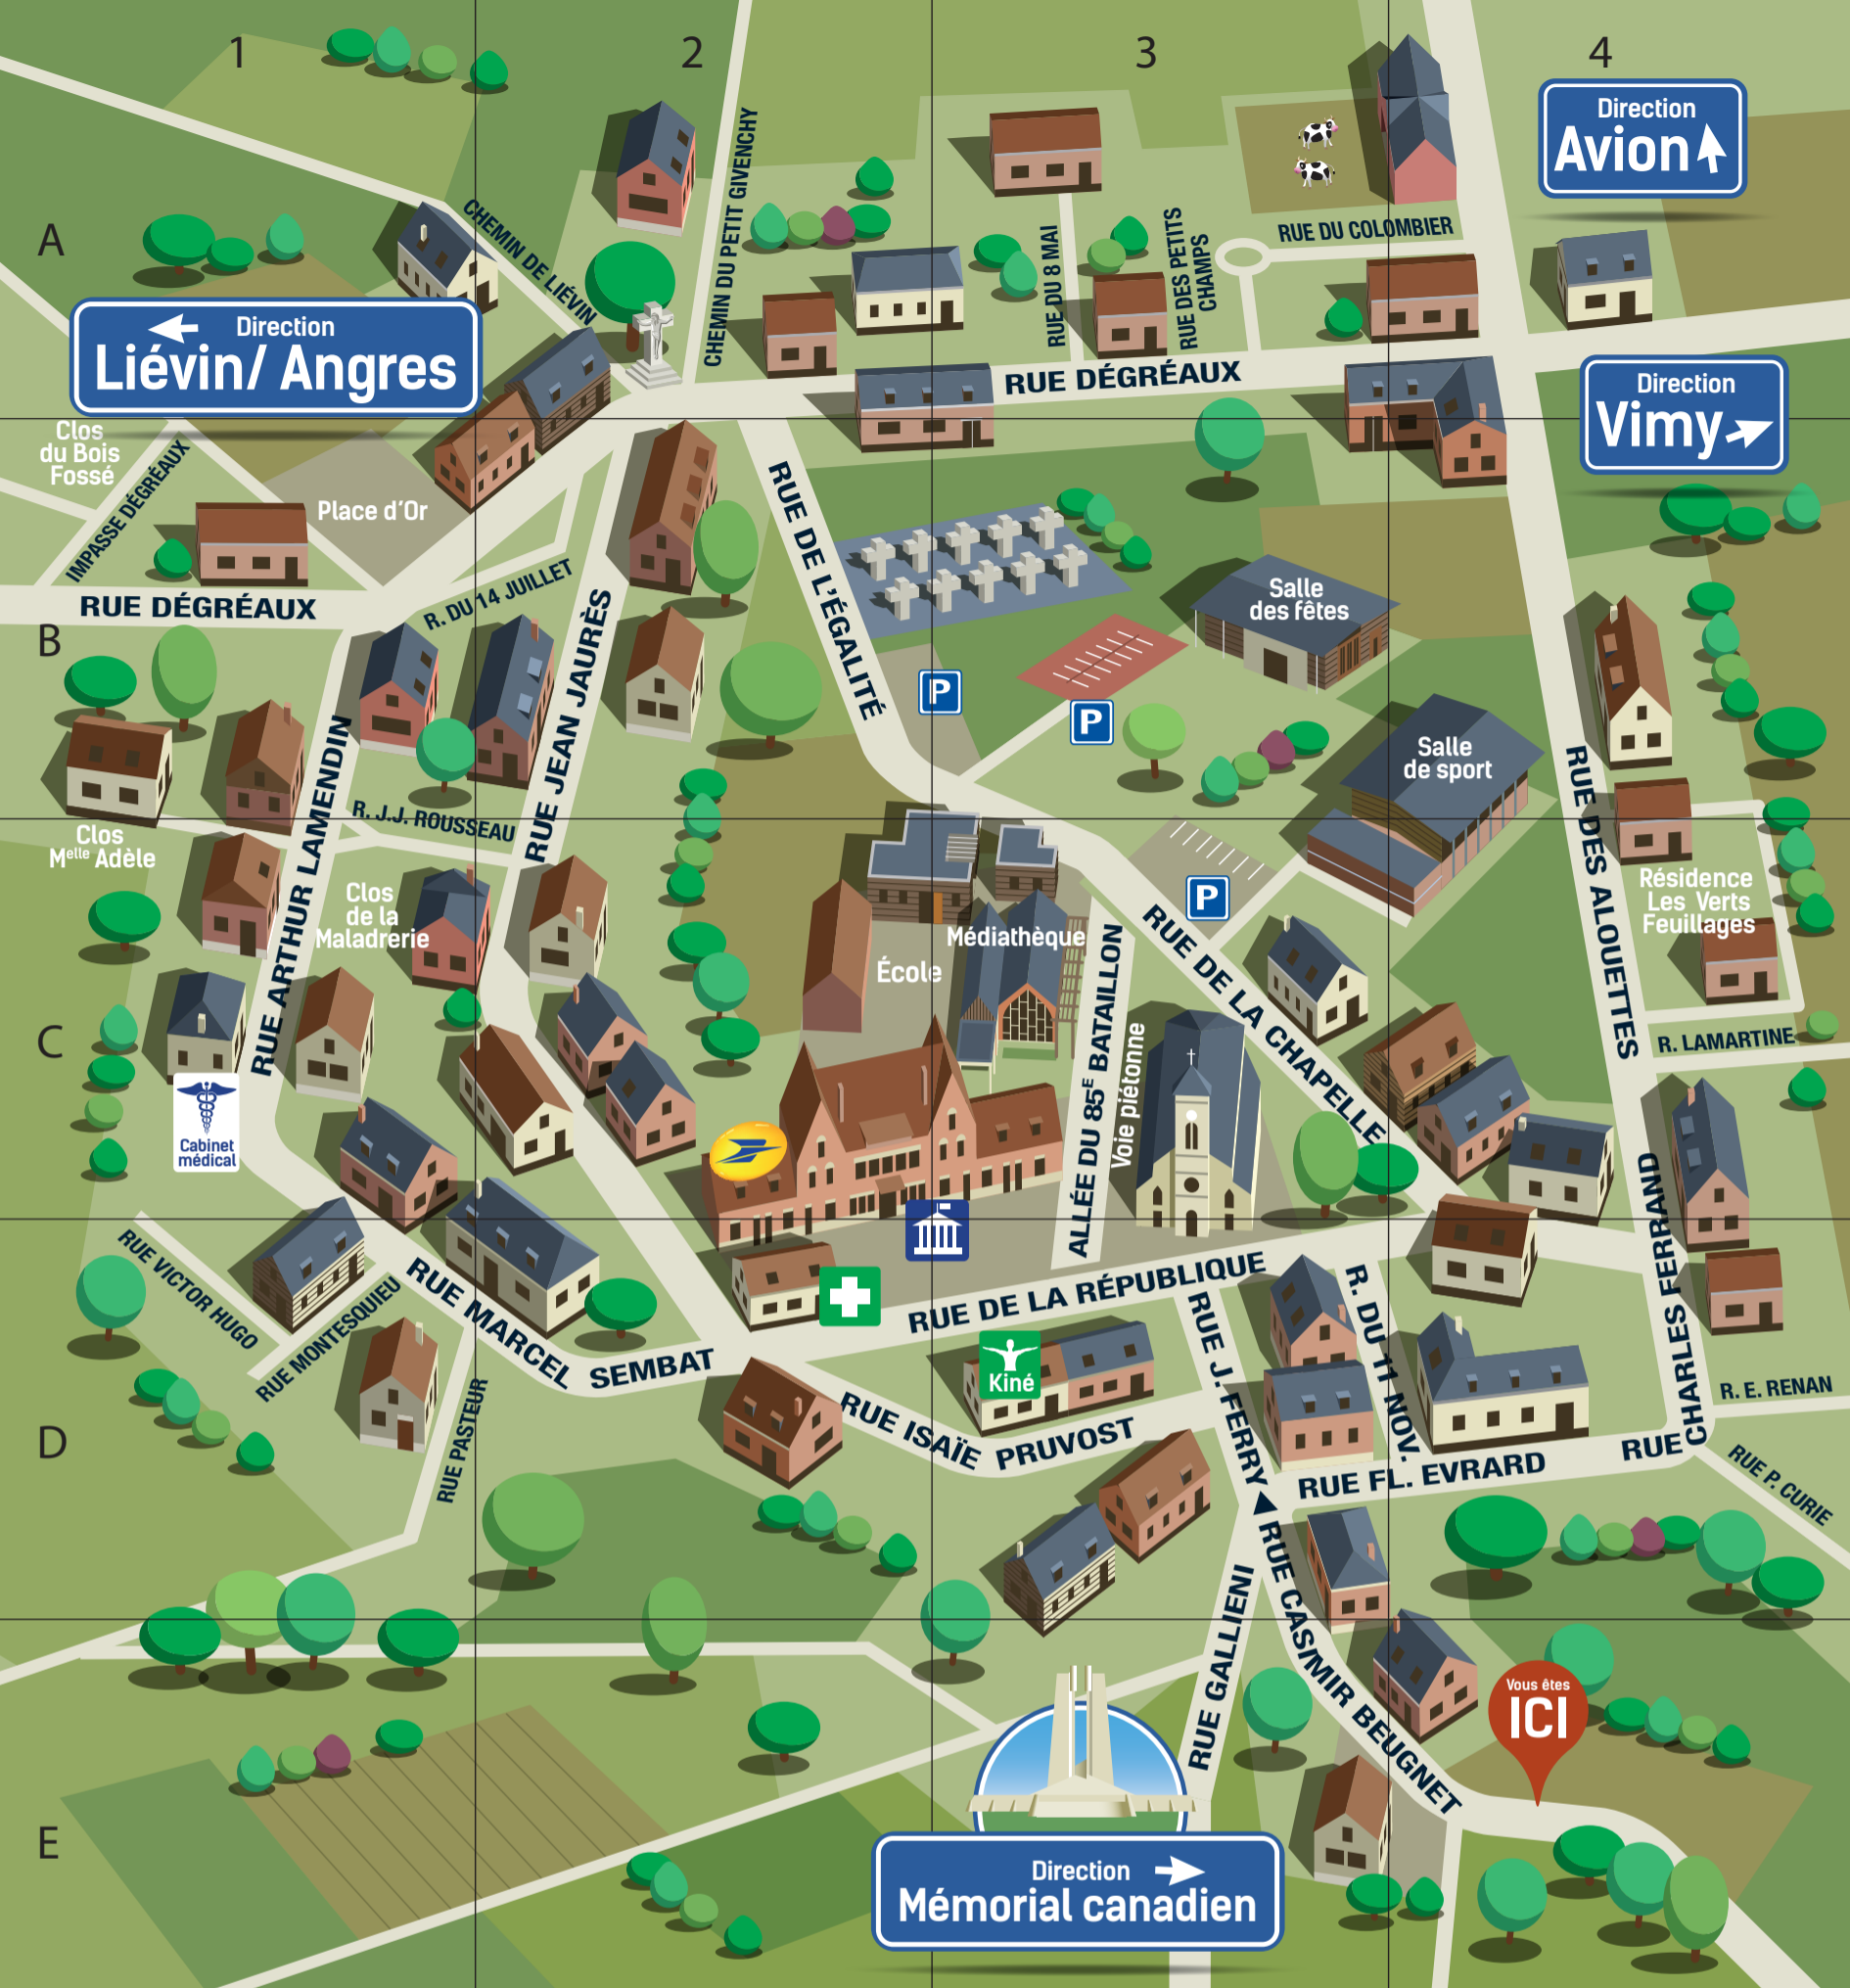 1
2
3
4
Direction
Avion
A
CHEMIN DE LIÉVIN
CHEMIN DU PETIT GIVENCHY
RUE DU 8 MAI
RUE DES PETITS
CHAMPS
RUE DU COLOMBIER
Direction
Liévin/ Angres
RUE DÉGRÉAUX
Direction
Vimy
Clos
du Bois
Fossé
IMPASSE DÉGRÉAUX
Place d'Or
RUE DE L'ÉGALITÉ
RUE DÉGRÉAUX
R. DU 14 JUILLET
Salle
des fêtes
B
RUE JEAN JAURÈS
P
P
Salle
de sport
RUE ARTHUR LAMENDIN
R. J.J. ROUSSEAU
RUE DES ALOUETTES
Clos
Melle Adèle
Clos
de la
Maladrerie
P
Résidence
Les Verts
Feuillages
Médiathèque
École
RUE DE LA CHAPELLE
ALLÉE DU 85E BATAILLON
Voie piétonne
C
R. LAMARTINE
Cabinet
médical
RUE VICTOR HUGO
RUE MONTESQUIEU
RUE MARCEL
SEMBAT
RUE DE LA RÉPUBLIQUE
RUE J. FERRY
R. DU 11 NOV.
RUE
CHARLES FERRAND
Kiné
R. E. RENAN
D
RUE PASTEUR
RUE ISAÏE
PRUVOST
RUE FL. EVRARD
RUE P. CURIE
RUE GALLIENI
RUE CASIMIR BEUGNET
Vous êtes
ICI
E
Direction
Mémorial canadien